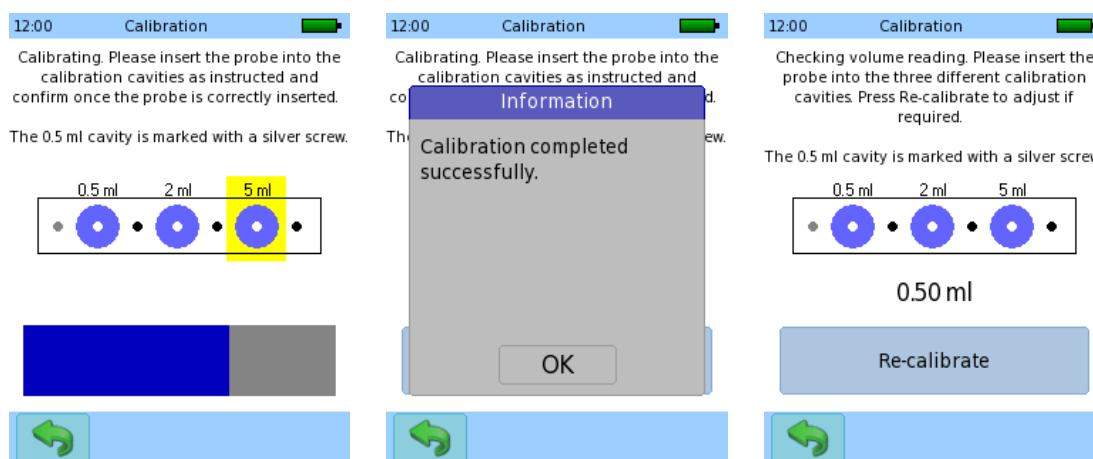 12:00 Calibration
Calibrating. Please insert the probe into the
calibration cavities as instructed and
confirm once the probe is correctly inserted.
The 0.5 ml cavity is marked with a silver screw.
0.5 ml 2 ml 5 ml
12:00 Calibration
Calibrating. Please insert the probe into the
calibration cavities as instructed and
co d.
Th ew.
Information
Calibration completed
successfully.
OK
12:00 Calibration
Checking volume reading. Please insert the
probe into the three different calibration
cavities. Press Re-calibrate to adjust if
required.
The 0.5 ml cavity is marked with a silver screw
0.5 ml 2 ml 5 ml
0.50 ml
Re-calibrate